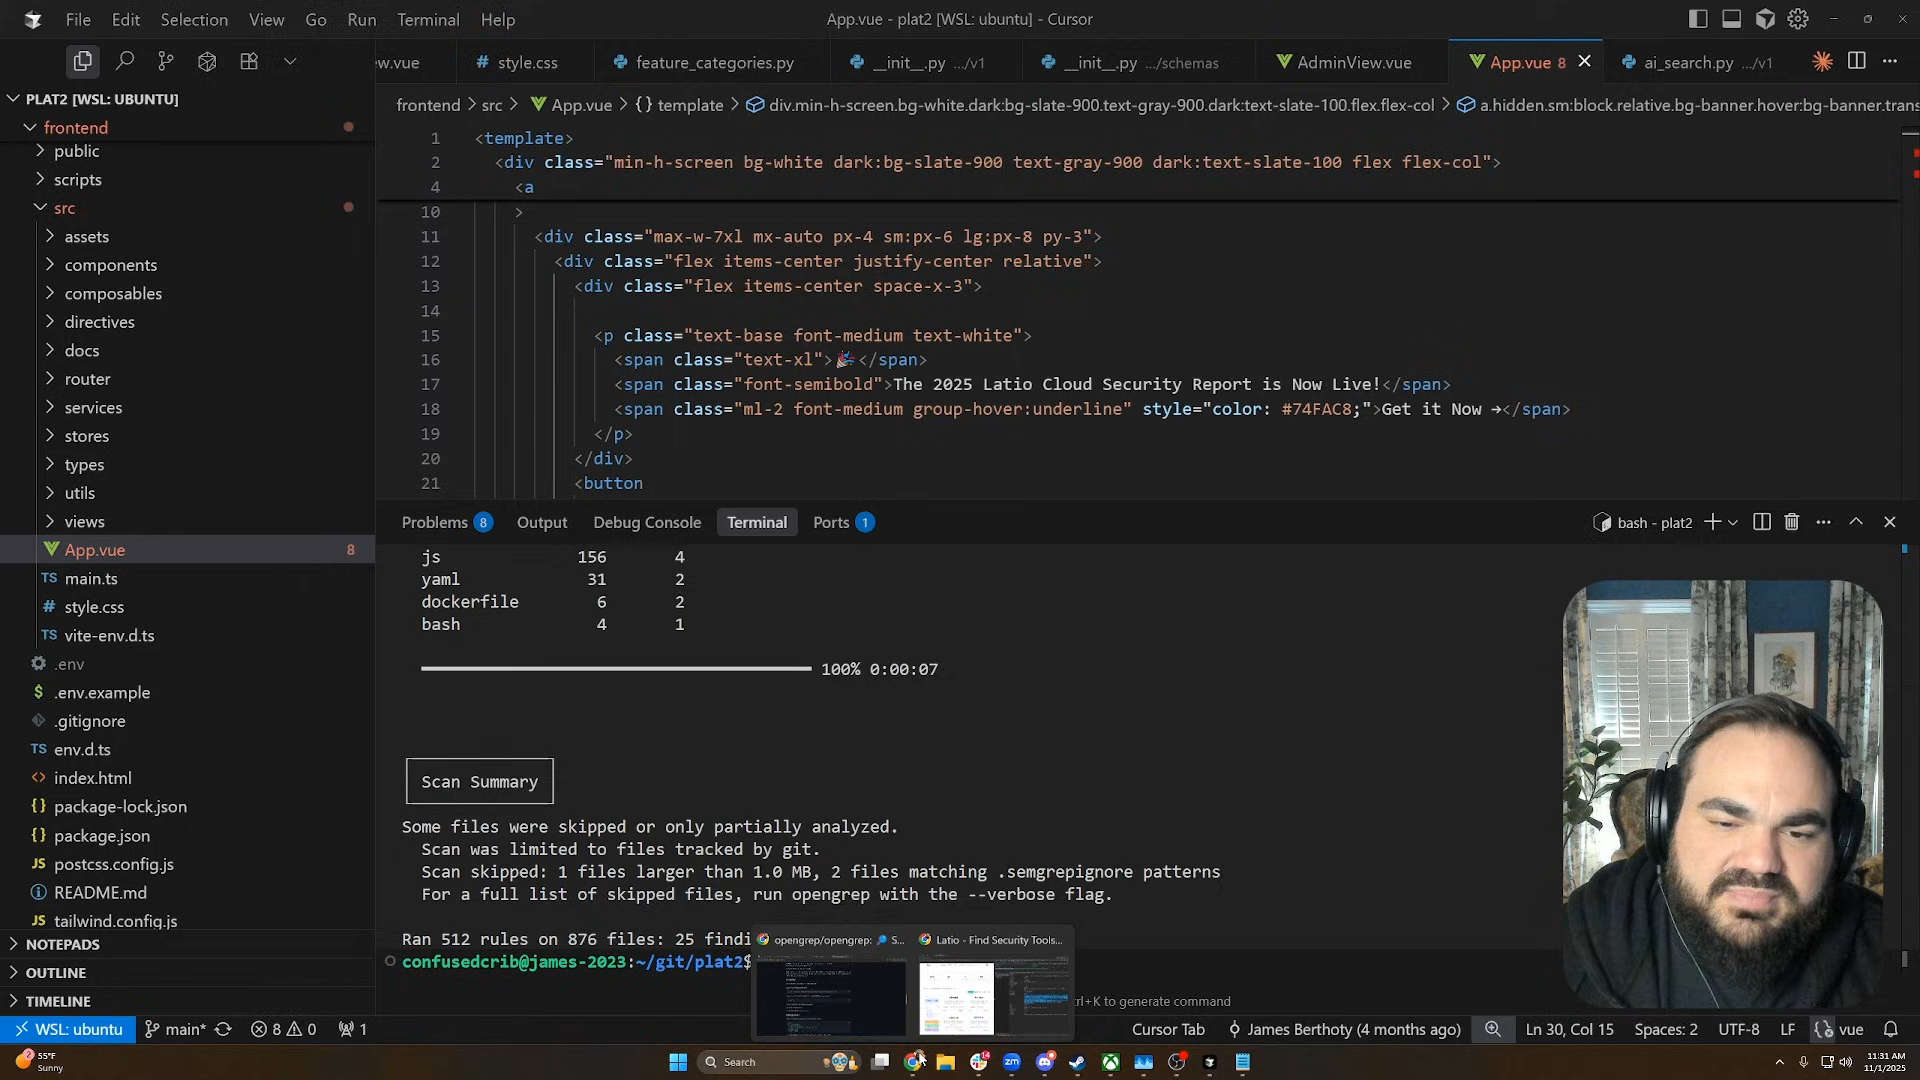 File Edit Selection View Go Run Terminal Help
App.vue - plat2 [WSL: ubuntu] - Cursor
ew.vue
# style.css
feature_categories.py
__init__.py .../v1
__init__.py .../schemas
AdminView.vue
App.vue 8
ai_search.py .../v1
PLAT2 [WSL: UBUNTU]
frontend
public
scripts
src
assets
components
composables
directives
docs
router
services
stores
types
utils
views
App.vue 8
TS main.ts
# style.css
TS vite-env.d.ts
.env
$ .env.example
.gitignore
TS env.d.ts
<> index.html
{} package-lock.json
{} package.json
JS postcss.config.js
README.md
JS tailwind.config.js
NOTEPADS
OUTLINE
TIMELINE
frontend > src > App.vue > {} template > div.min-h-screen.bg-white.dark:bg-slate-900.text-gray-900.dark:text-slate-100.flex.flex-col > a.hidden.sm:block.relative.bg-banner.hover:bg-banner.trans
1 <template>
2 <div class="min-h-screen bg-white dark:bg-slate-900 text-gray-900 dark:text-slate-100 flex flex-col">
4 <a
10 >
11 <div class="max-w-7xl mx-auto px-4 sm:px-6 lg:px-8 py-3">
12 <div class="flex items-center justify-center relative">
13 <div class="flex items-center space-x-3">
14
15 <p class="text-base font-medium text-white">
16 <span class="text-xl">🎉</span>
17 <span class="font-semibold">The 2025 Latio Cloud Security Report is Now Live!</span>
18 <span class="ml-2 font-medium group-hover:underline" style="color: #74FAC8;">Get it Now →</span>
19 </p>
20 </div>
21 <button
Problems 8 Output Debug Console Terminal Ports 1
bash - plat2
js 156 4
yaml 31 2
dockerfile 6 2
bash 4 1
100% 0:00:07
Scan Summary
Some files were skipped or only partially analyzed.
Scan was limited to files tracked by git.
Scan skipped: 1 files larger than 1.0 MB, 2 files matching .semgrepignore patterns
For a full list of skipped files, run opengrep with the --verbose flag.
Ran 512 rules on 876 files: 25 findi
confusedcrib@james-2023:~/git/plat2$
trl+K to generate command
opengrep/opengrep: 🔎 S...
Latio - Find Security Tools...
WSL: ubuntu main* 8 0 1
Cursor Tab James Berthoty (4 months ago) Ln 30, Col 15 Spaces: 2 UTF-8 LF vue
2 55°F
Sunny
Search
14
zm
11:31 AM
11/1/2025